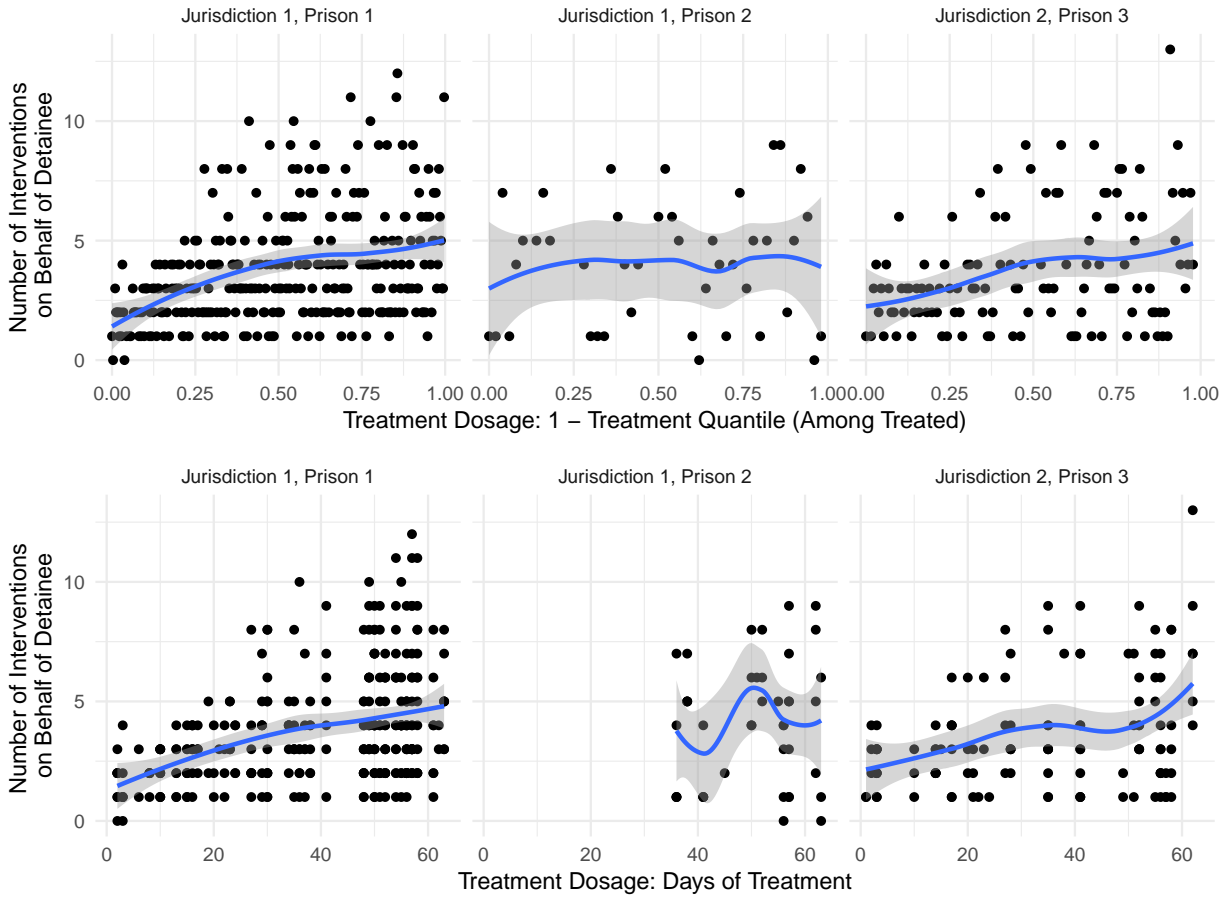 Jurisdiction 1, Prison 1
Jurisdiction 1, Prison 2
Jurisdiction 2, Prison 3
Number of Interventions
on Behalf of Detainee
10
5
0
0.00 0.25 0.50 0.75 1.00
0.00 0.25 0.50 0.75 1.00
0.00 0.25 0.50 0.75 1.00
Treatment Dosage: 1 − Treatment Quantile (Among Treated)
Jurisdiction 1, Prison 1
Jurisdiction 1, Prison 2
Jurisdiction 2, Prison 3
Number of Interventions
on Behalf of Detainee
10
5
0
0 20 40 60
0 20 40 60
0 20 40 60
Treatment Dosage: Days of Treatment